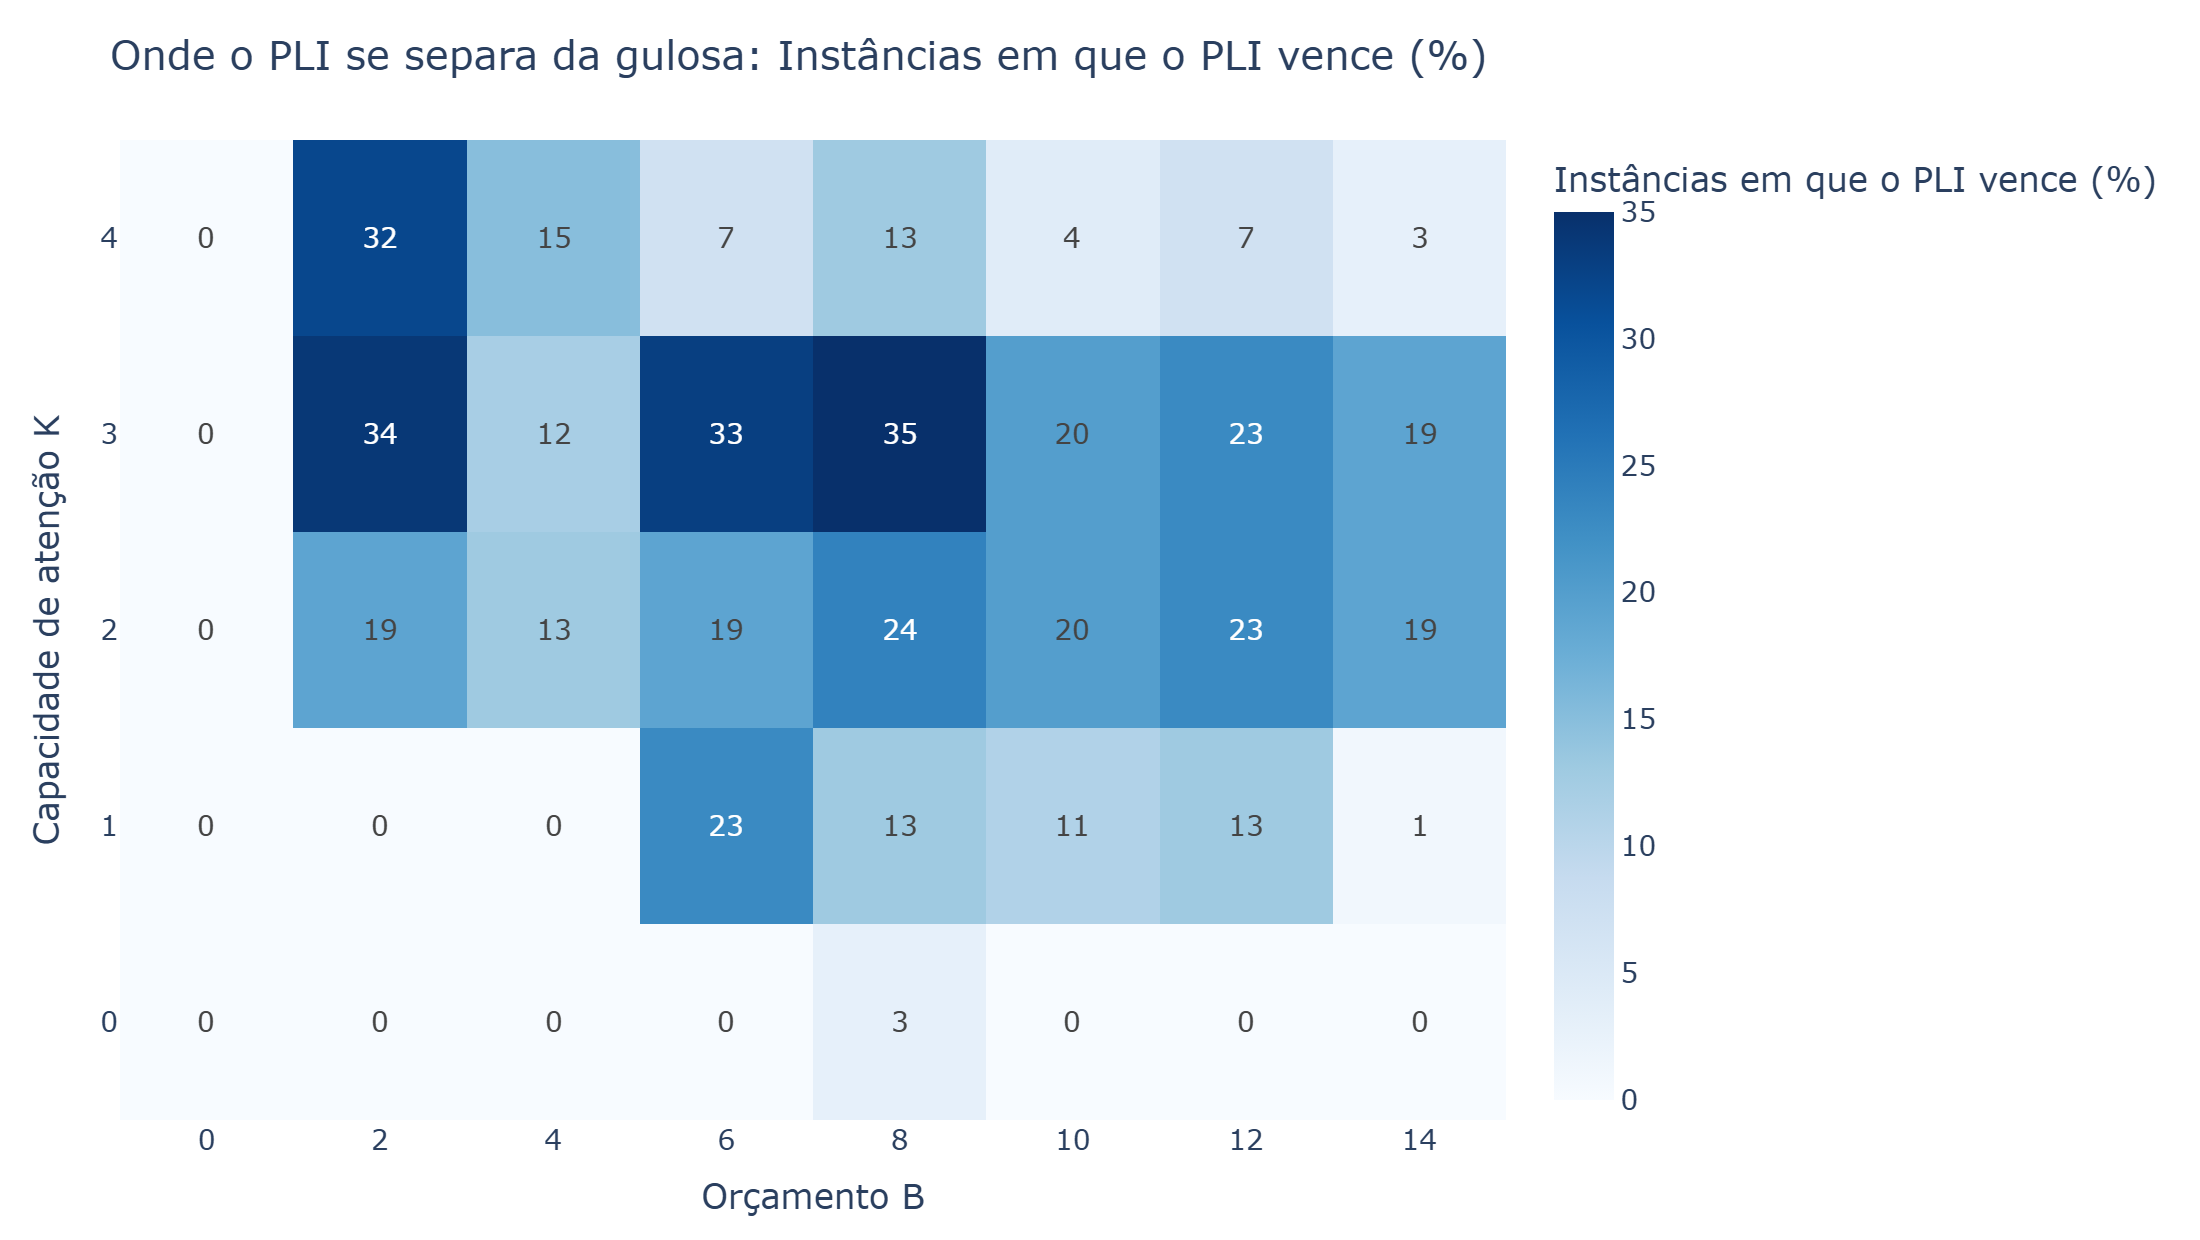 Onde o PLI se separa da gulosa: Instâncias em que o PLI vence (%)
Instâncias em que o PLI vence (%)
35
30
25
20
15
10
5
0
Capacidade de atenção K
4 0 32 15 7 13 4 7 3
3 0 34 12 33 35 20 23 19
2 0 19 13 19 24 20 23 19
1 0 0 0 23 13 11 13 1
0 0 0 0 0 3 0 0 0
0 2 4 6 8 10 12 14
Orçamento B